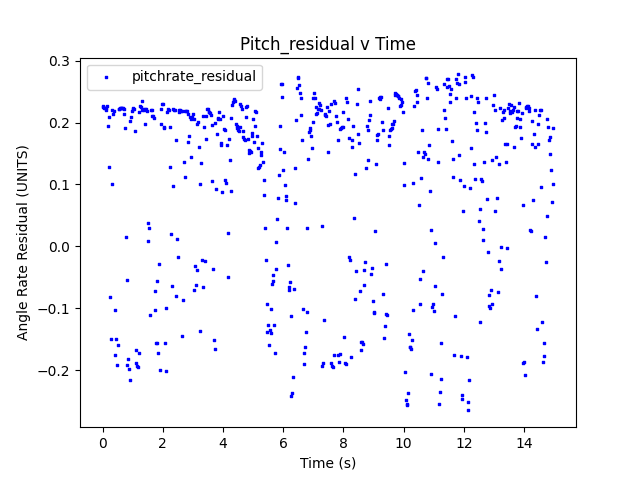 Pitch_residual v Time
pitchrate_residual
Angle Rate Residual (UNITS)
0.3
0.2
0.1
0.0
−0.1
−0.2
0 2 4 6 8 10 12 14
Time (s)